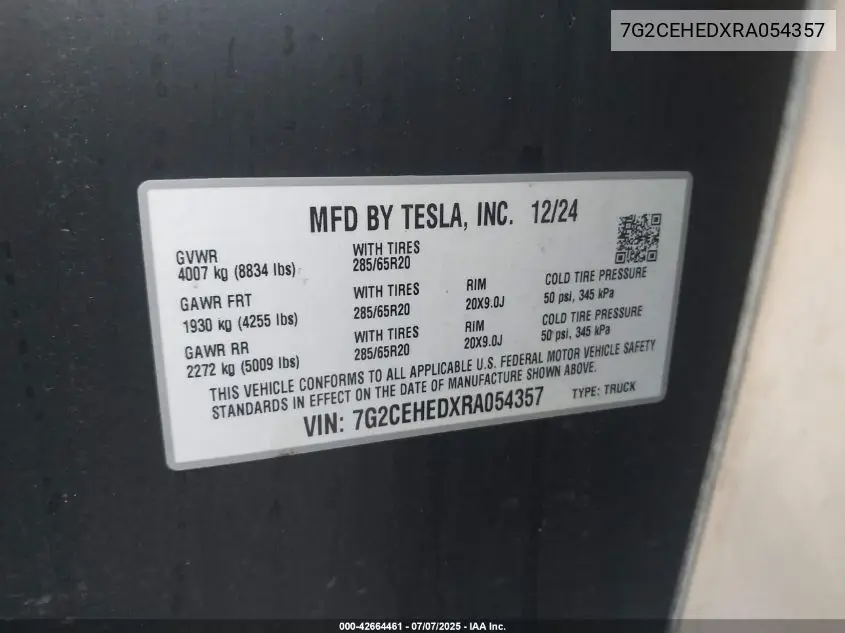 7G2CEHEDXRA054357
MFD BY TESLA, INC. 12/24
GVWR
4007 kg (8834 lbs)
WITH TIRES
285/65R20
GAWR FRT
1930 kg (4255 lbs)
WITH TIRES
285/65R20
RIM
20X9.0J
COLD TIRE PRESSURE
50 psi, 345 kPa
GAWR RR
2272 kg (5009 lbs)
WITH TIRES
285/65R20
RIM
20X9.0J
COLD TIRE PRESSURE
50 psi, 345 kPa
THIS VEHICLE CONFORMS TO ALL APPLICABLE U.S. FEDERAL MOTOR VEHICLE SAFETY
STANDARDS IN EFFECT ON THE DATE OF MANUFACTURE SHOWN ABOVE.
VIN: 7G2CEHEDXRA054357 TYPE: TRUCK
000-42664461 - 07/07/2025 - IAA Inc.